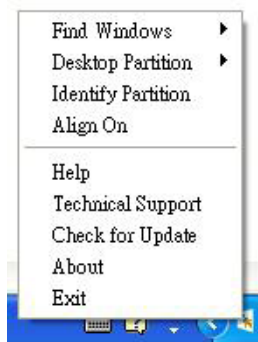 Find Windows
Desktop Partition
Identify Partition
Align On
Help
Technical Support
Check for Update
About
Exit